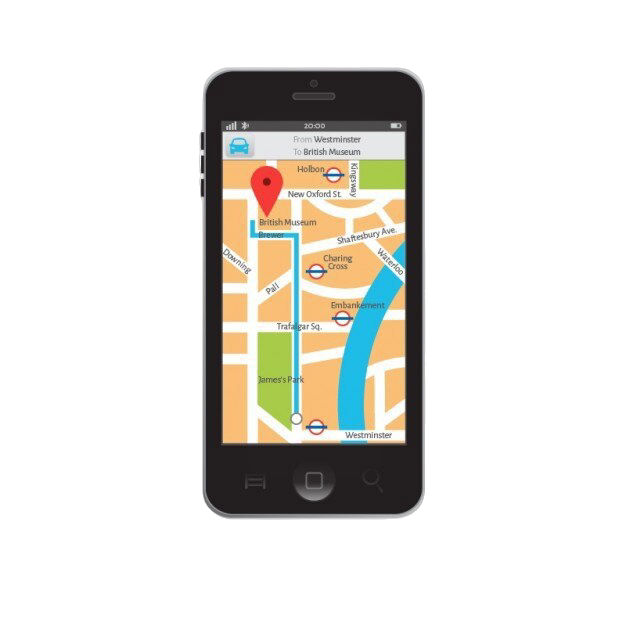 20:00
From Westminster
To British Museum
Holbon
Kingsway
New Oxford St.
British Museum
Brewer
Shaftesbury Ave.
Downing
Charing
Cross
Waterloo
Pall
Embankement
Trafalgar Sq.
James's Park
Westminster